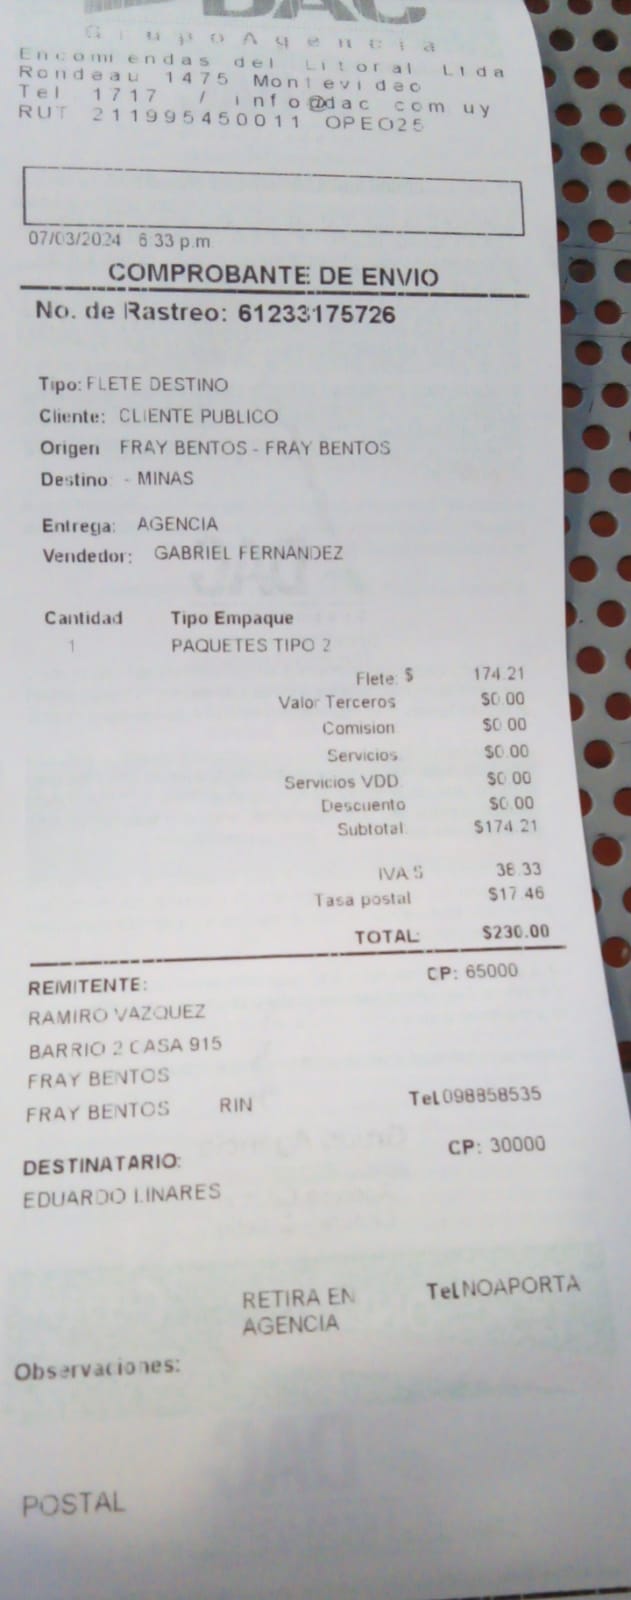 DAC
GrupoAgencia
Encomiendas del Litoral Ltda
Rondeau 1475 Montevideo
Tel 1717 / info@dac com uy
RUT 211995450011 OPEO25
07/03/2024 6 33 p.m
COMPROBANTE DE ENVIO
No. de Rastreo: 61233175726
Tipo: FLETE DESTINO
Cliente: CLIENTE PUBLICO
Origen FRAY BENTOS - FRAY BENTOS
Destino - MINAS
Entrega: AGENCIA
Vendedor: GABRIEL FERNANDEZ
Cantidad Tipo Empaque
1 PAQUETES TIPO 2
Flete: $ 174.21
Valor Terceros $0.00
Comision $0 00
Servicios $0.00
Servicios VDD $0 00
Descuento $0.00
Subtotal $174.21
IVA $ 38.33
Tasa postal $17.46
TOTAL: $230.00
REMITENTE: CP: 65000
RAMIRO VAZQUEZ
BARRIO 2 CASA 915
FRAY BENTOS
FRAY BENTOS RIN Tel.098858535
DESTINATARIO: CP: 30000
EDUARDO LINARES
RETIRA EN Tel.NOAPORTA
AGENCIA
Observaciones:
POSTAL